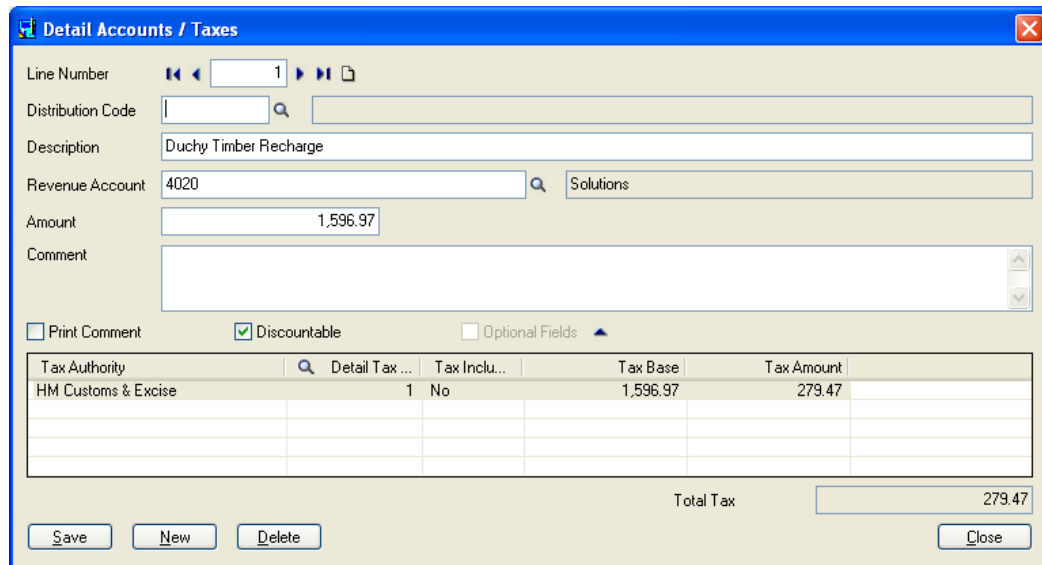 Detail Accounts / Taxes
Line Number 1
Distribution Code
Description Duchy Timber Recharge
Revenue Account 4020 Solutions
Amount 1,596.97
Comment
Print Comment Discountable Optional Fields
Tax Authority Detail Tax ... Tax Inclu... Tax Base Tax Amount
HM Customs & Excise 1 No 1,596.97 279.47
Total Tax 279.47
Save New Delete Close